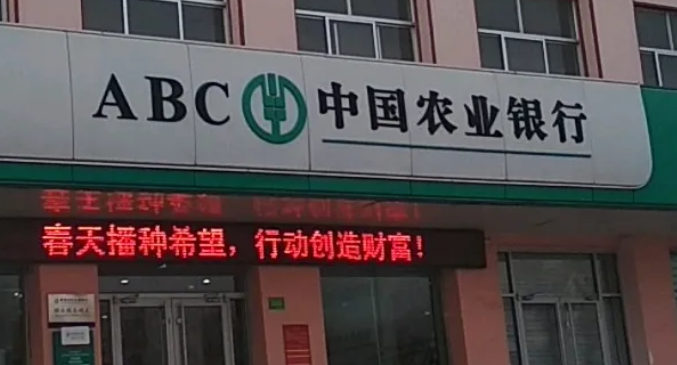 ABC 中国农业银行
春天播种希望，行动创造财富！